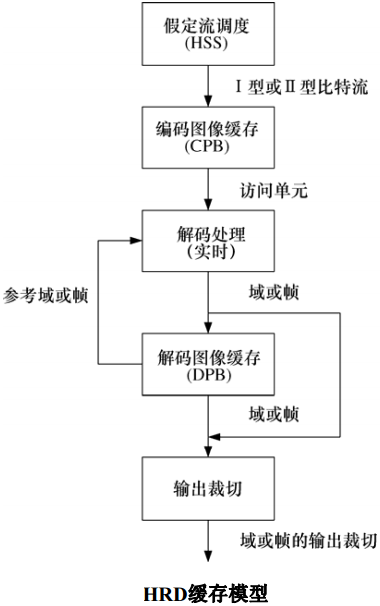 假定流调度
(HSS)
Ⅰ型或Ⅱ型比特流
编码图像缓存
(CPB)
访问单元
解码处理
(实时)
参考域或帧
域或帧
解码图像缓存
(DPB)
域或帧
输出裁切
域或帧的输出裁切
HRD缓存模型